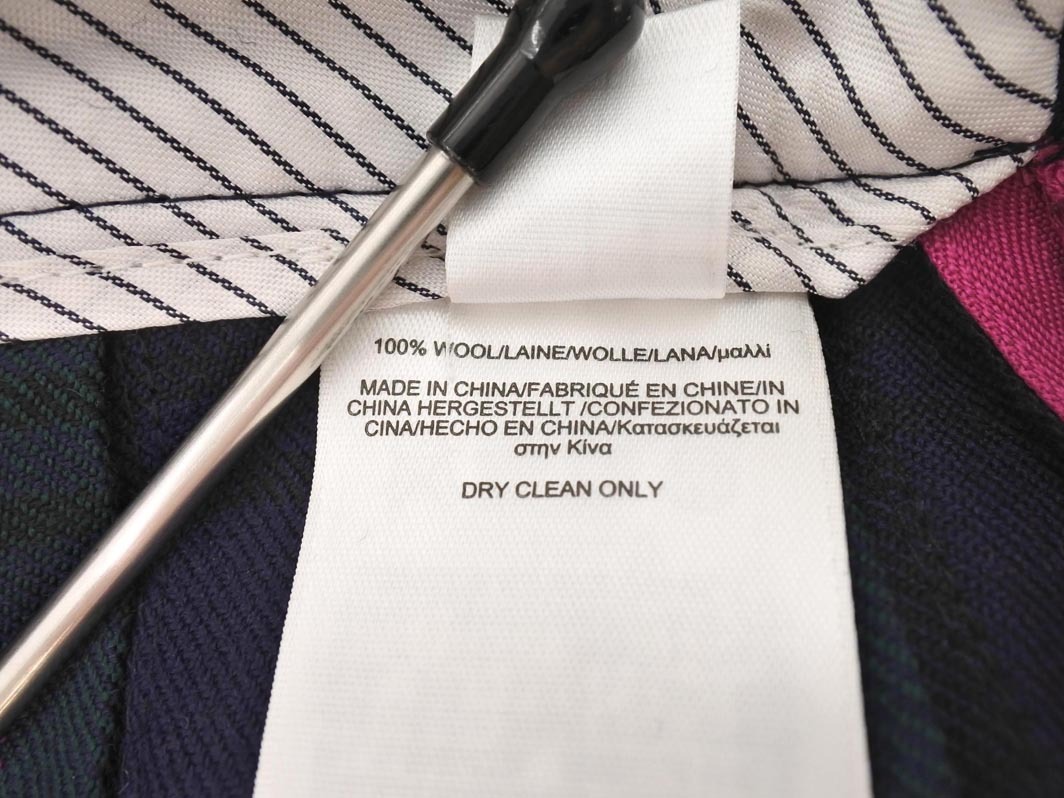 100% WOOL/LAINE/WOLLE/LANA/μαλλί
MADE IN CHINA/FABRIQUÉ EN CHINE/IN
CHINA HERGESTELLT /CONFEZIONATO IN
CINA/HECHO EN CHINA/Κατασκευάζεται
στην Κίνα
DRY CLEAN ONLY